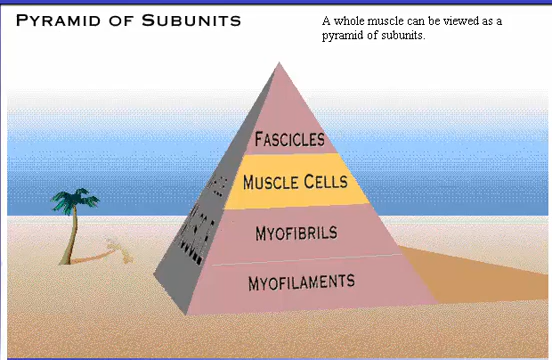 PYRAMID OF SUBUNITS
A whole muscle can be viewed as a
pyramid of subunits.
FASCICLES
MUSCLE CELLS
MYOFIBRILS
MYOFILAMENTS